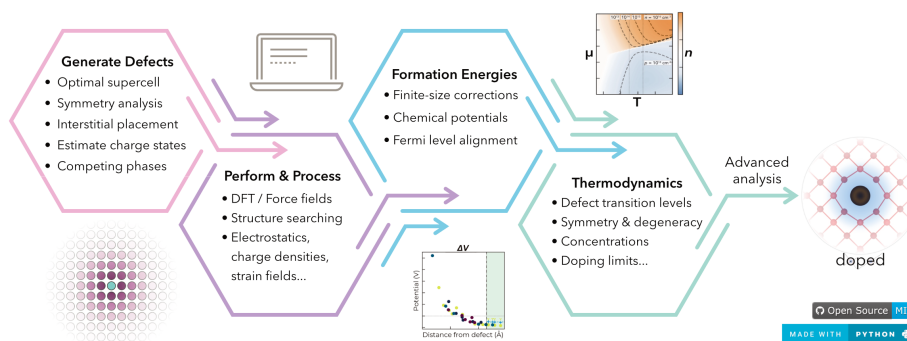 Generate Defects
• Optimal supercell
• Symmetry analysis
• Interstitial placement
• Estimate charge states
• Competing phases
Perform & Process
• DFT / Force fields
• Structure searching
• Electrostatics,
charge densities,
strain fields...
Formation Energies
• Finite-size corrections
• Chemical potentials
• Fermi level alignment
ΔV
Potential (V)
Distance from defect (Å)
μ
n
T
Thermodynamics
• Defect transition levels
• Symmetry & degeneracy
• Concentrations
• Doping limits...
Advanced
analysis
doped
Open Source
MADE WITH PYTHON